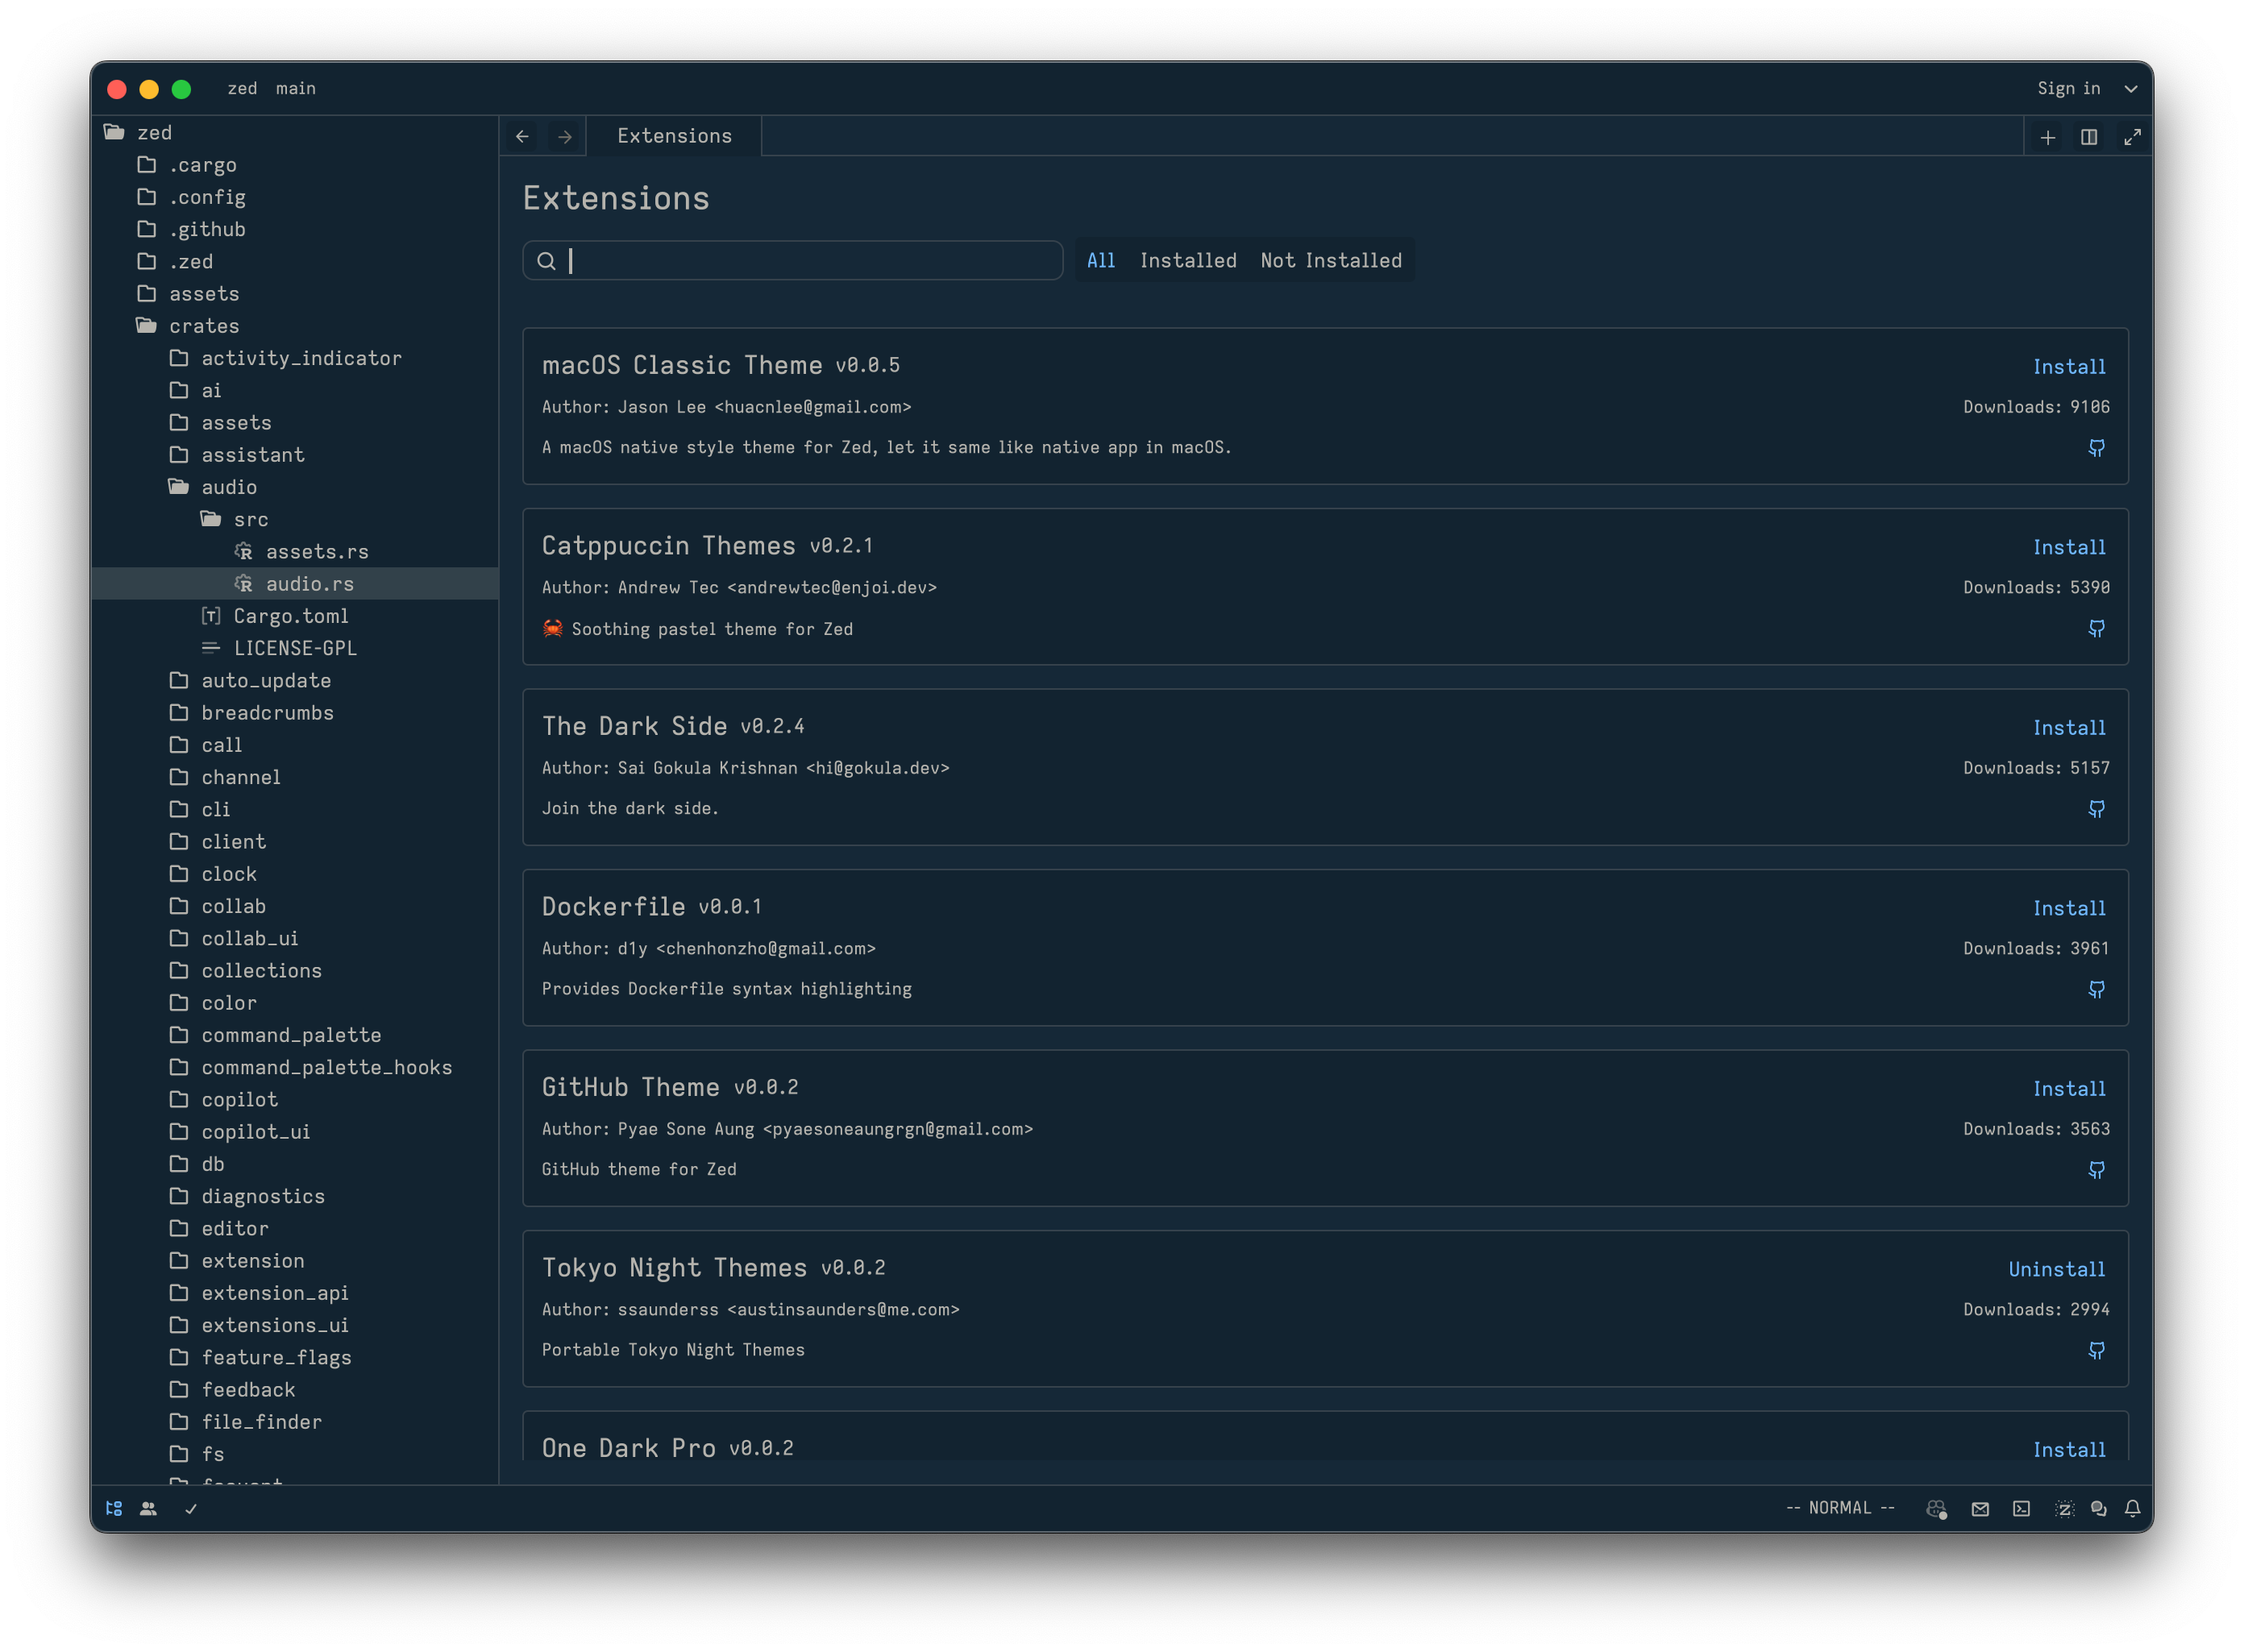 zed main
Sign in
zed
.cargo
.config
.github
.zed
assets
crates
activity_indicator
ai
assets
assistant
audio
src
assets.rs
audio.rs
Cargo.toml
LICENSE-GPL
auto_update
breadcrumbs
call
channel
cli
client
clock
collab
collab_ui
collections
color
command_palette
command_palette_hooks
copilot
copilot_ui
db
diagnostics
editor
extension
extension_api
extensions_ui
feature_flags
feedback
file_finder
fs
Extensions
Extensions
All Installed Not Installed
macOS Classic Theme v0.0.5 Install
Author: Jason Lee <huacnlee@gmail.com> Downloads: 9106
A macOS native style theme for Zed, let it same like native app in macOS.
Catppuccin Themes v0.2.1 Install
Author: Andrew Tec <andrewtec@enjoi.dev> Downloads: 5390
🦀 Soothing pastel theme for Zed
The Dark Side v0.2.4 Install
Author: Sai Gokula Krishnan <hi@gokula.dev> Downloads: 5157
Join the dark side.
Dockerfile v0.0.1 Install
Author: d1y <chenhonzho@gmail.com> Downloads: 3961
Provides Dockerfile syntax highlighting
GitHub Theme v0.0.2 Install
Author: Pyae Sone Aung <pyaesoneaungrgn@gmail.com> Downloads: 3563
GitHub theme for Zed
Tokyo Night Themes v0.0.2 Uninstall
Author: ssaunderss <austinsaunders@me.com> Downloads: 2994
Portable Tokyo Night Themes
One Dark Pro v0.0.2 Install
-- NORMAL --